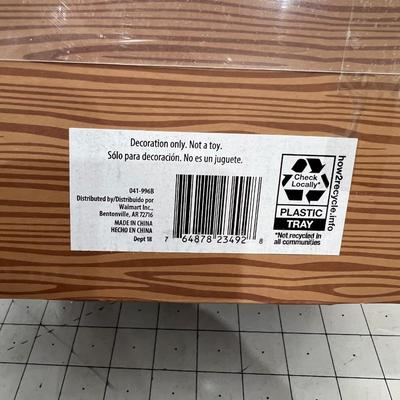 Decoration only. Not a toy.
Sólo para decoración. No es un juguete.
041-996B
Distributed by/Distribuido por
Walmart Inc.,
Bentonville, AR 72716
MADE IN CHINA
HECHO EN CHINA
Dept 18
7 64878 23492 8
Check
Locally*
PLASTIC
TRAY
*Not recycled in
all communities
how2recycle.info